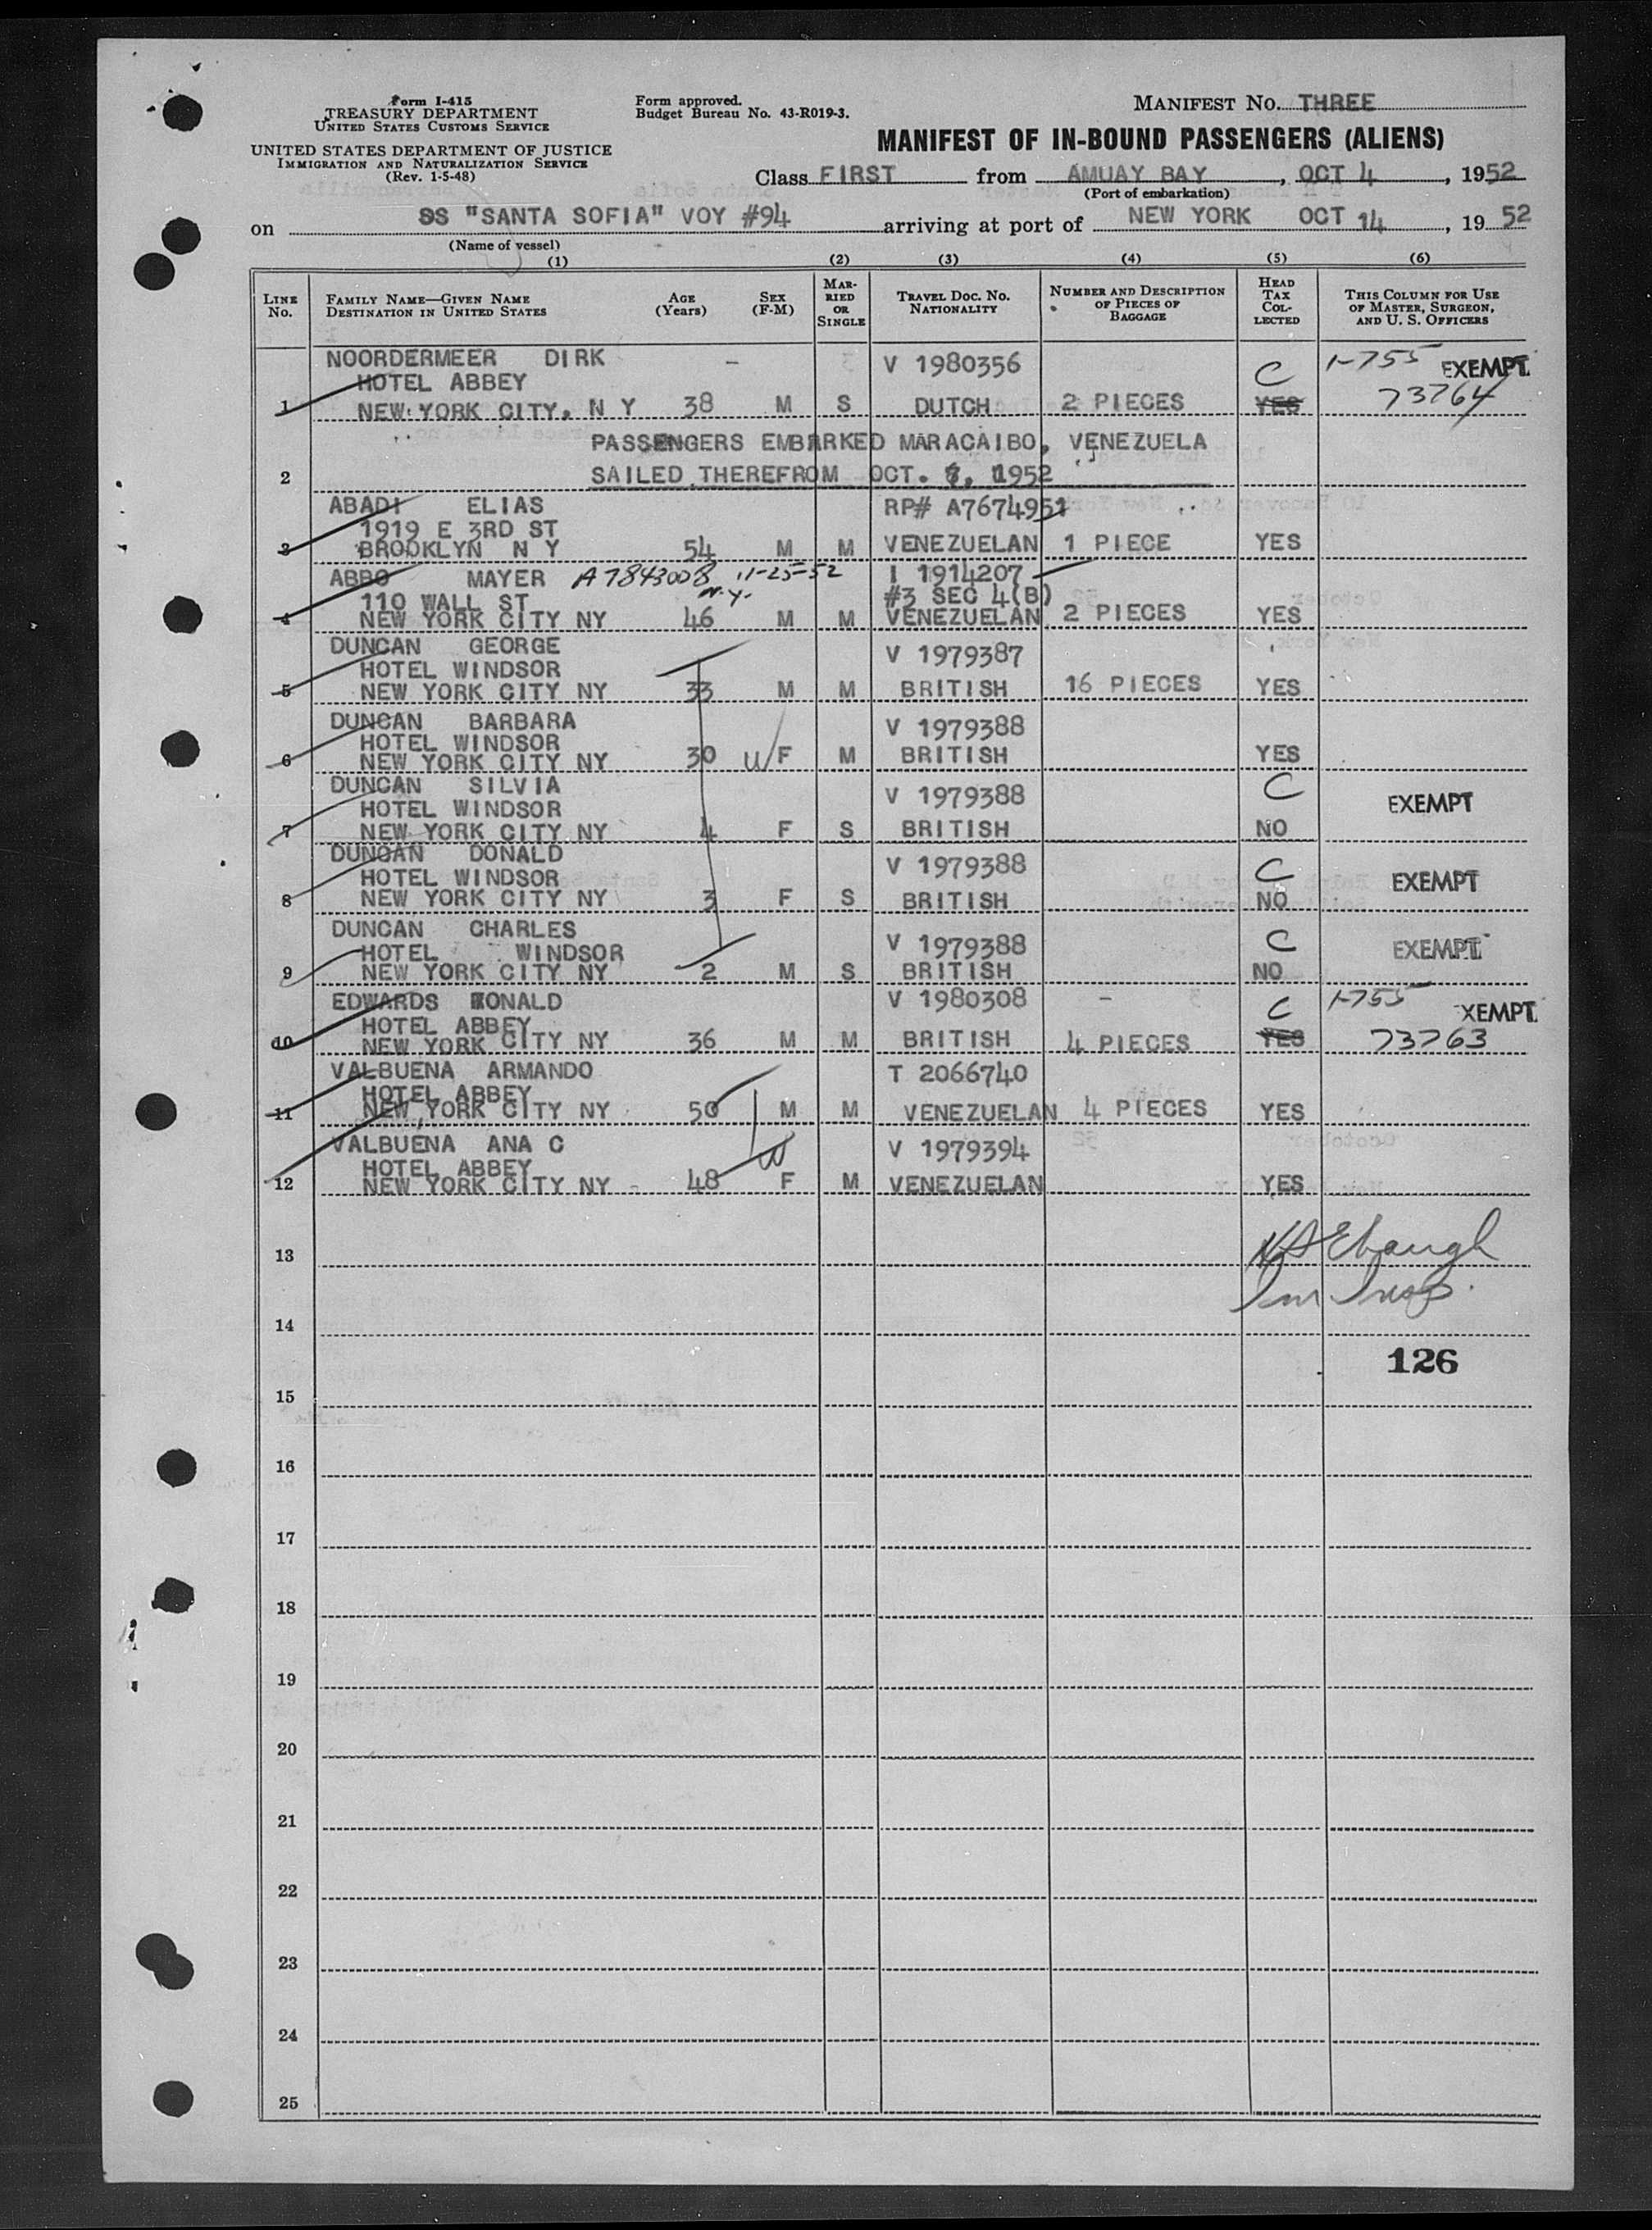 Form I-415
TREASURY DEPARTMENT
UNITED STATES CUSTOMS SERVICE
UNITED STATES DEPARTMENT OF JUSTICE
IMMIGRATION AND NATURALIZATION SERVICE
(Rev. 1-5-48)
Form approved.
Budget Bureau No. 43-R019-3.
MANIFEST NO. THREE
MANIFEST OF IN-BOUND PASSENGERS (ALIENS)
Class FIRST from AMUAY BAY, OCT 4, 1952
(Port of embarkation)
on SS "SANTA SOFIA" VOY #94 arriving at port of NEW YORK OCT 14, 19 52
(Name of vessel)
(1) (2) (3) (4) (5) (6)
LINE NO. FAMILY NAME—GIVEN NAME DESTINATION IN UNITED STATES AGE (Years) SEX (F-M) MARRIED OR SINGLE TRAVEL DOC. NO. NATIONALITY NUMBER AND DESCRIPTION OF PIECES OF BAGGAGE HEAD TAX COLLECTED THIS COLUMN FOR USE OF MASTER, SURGEON, AND U. S. OFFICERS
NOORDERMEER DIRK - V 1980356 C 1-755 EXEMPT
HOTEL ABBEY
1 NEW YORK CITY, N Y 38 M S DUTCH 2 PIECES YES 73764
PASSENGERS EMBARKED MARACAIBO, VENEZUELA
2 SAILED THEREFROM OCT. 1952
ABADI ELIAS RP# A7674951
1919 E 3RD ST
3 BROOKLYN N Y 54 M M VENEZUELAN 1 PIECE YES
ABBO MAYER A7843008 11-25-52 I 1914207
110 WALL ST N.Y. #3 SEC 4(B)
4 NEW YORK CITY NY 46 M M VENEZUELAN 2 PIECES YES
DUNCAN GEORGE V 1979387
HOTEL WINDSOR
5 NEW YORK CITY NY 33 M M BRITISH 16 PIECES YES
DUNCAN BARBARA V 1979388
HOTEL WINDSOR
6 NEW YORK CITY NY 30 W F M BRITISH YES
DUNCAN SILVIA V 1979388 C EXEMPT
HOTEL WINDSOR
7 NEW YORK CITY NY 4 F S BRITISH NO
DUNCAN DONALD V 1979388 C EXEMPT
HOTEL WINDSOR
8 NEW YORK CITY NY 3 F S BRITISH NO
DUNCAN CHARLES V 1979388 C EXEMPT
HOTEL WINDSOR
9 NEW YORK CITY NY 2 M S BRITISH NO
EDWARDS RONALD V 1980308 - C 1-755 XEMPT
HOTEL ABBEY
10 NEW YORK CITY NY 36 M M BRITISH 4 PIECES YES 73763
VALBUENA ARMANDO T 2066740
HOTEL ABBEY
11 NEW YORK CITY NY 50 M M VENEZUELAN 4 PIECES YES
VALBUENA ANA C W V 1979394
HOTEL ABBEY
12 NEW YORK CITY NY - 48 F M VENEZUELAN YES
13 Ebaugh
Im Insp.
14
126
15
16
17
18
19
20
21
22
23
24
25